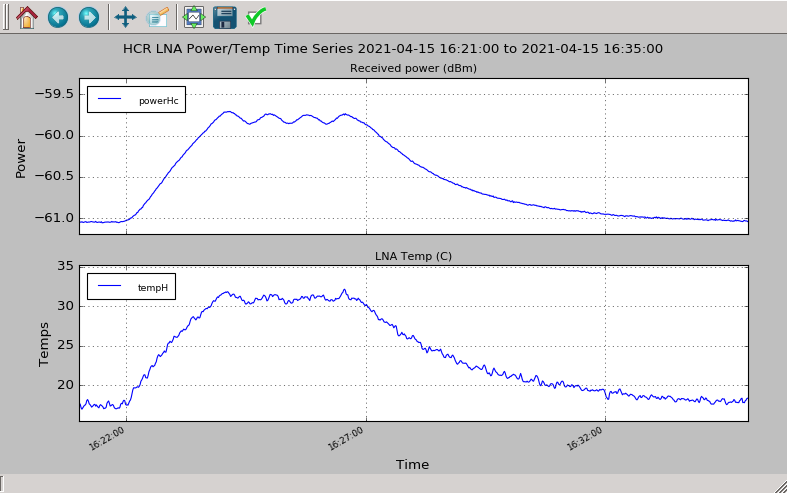 HCR LNA Power/Temp Time Series 2021-04-15 16:21:00 to 2021-04-15 16:35:00
Received power (dBm)
powerHc
−59.5
−60.0
−60.5
−61.0
Power
LNA Temp (C)
tempH
35
30
25
20
Temps
16:22:00
16:27:00
16:32:00
Time